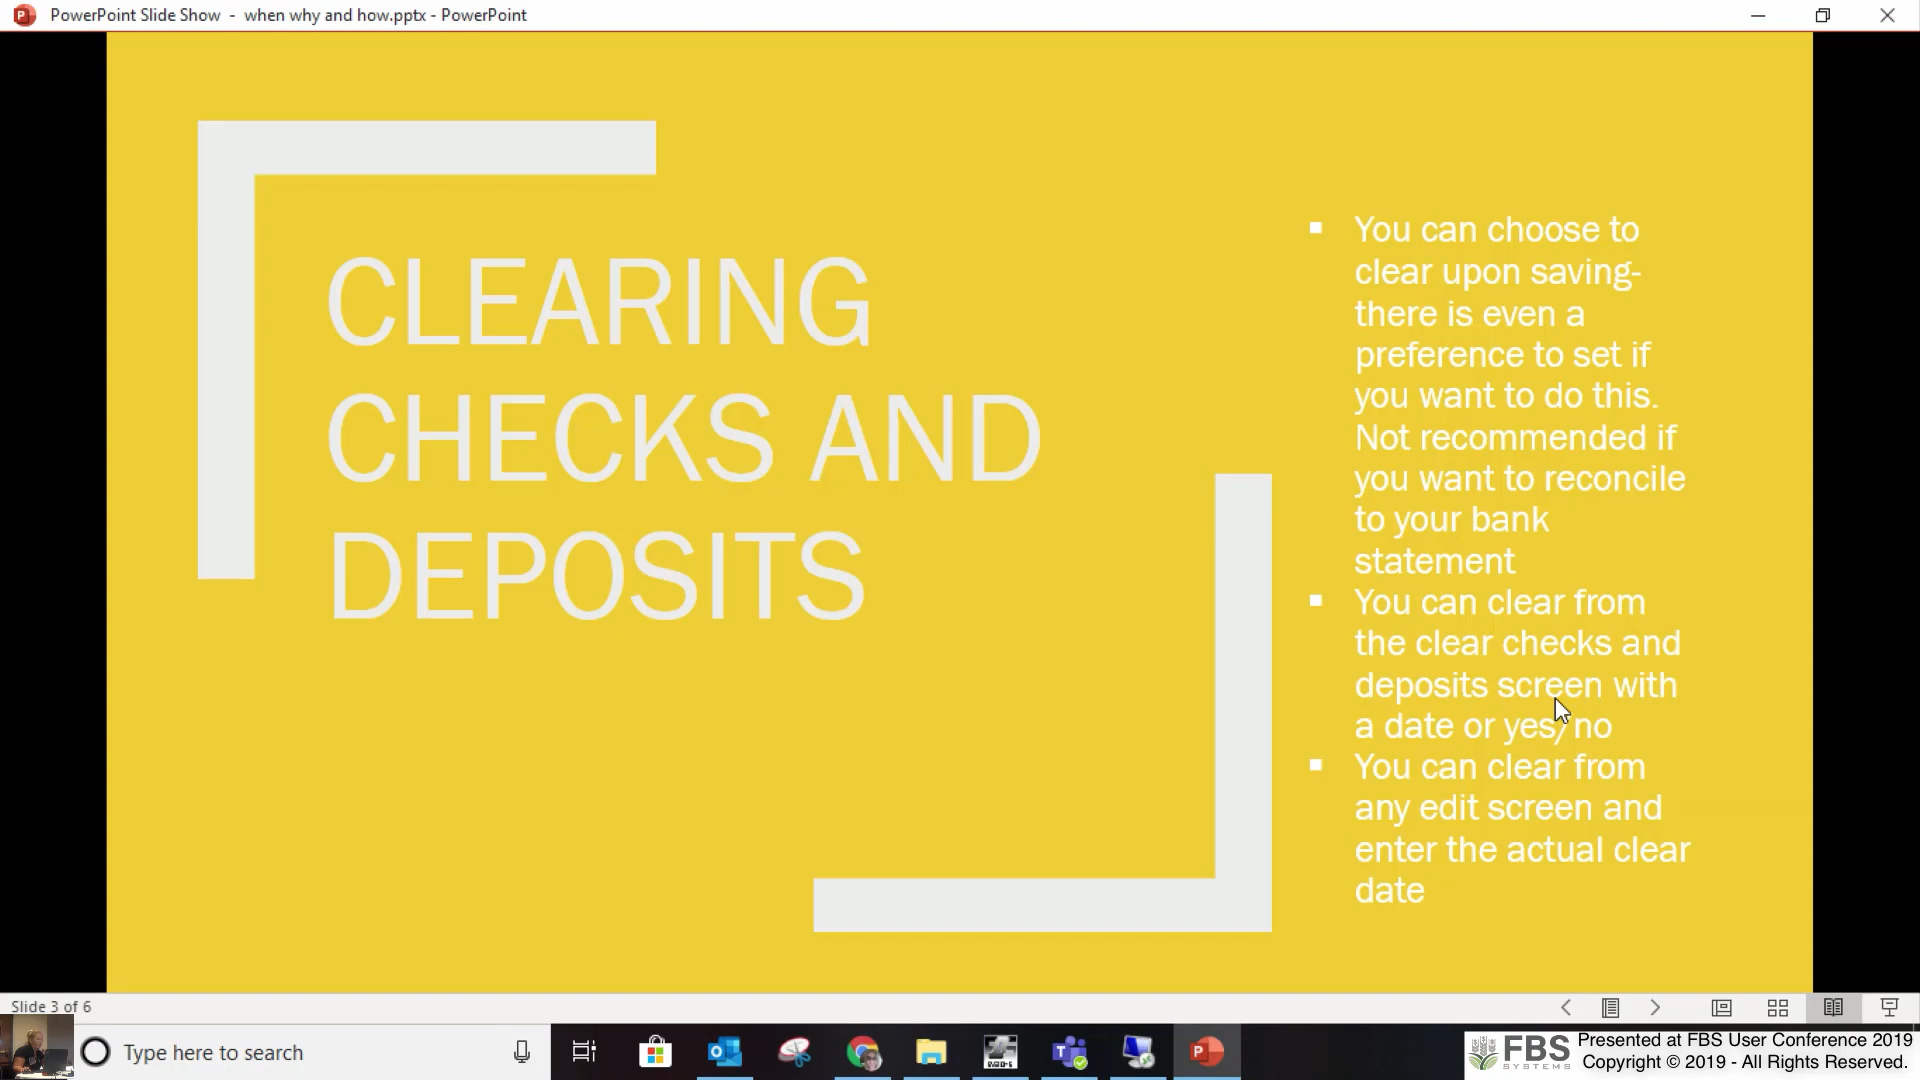 PowerPoint Slide Show - when why and how.pptx - PowerPoint
CLEARING
CHECKS AND
DEPOSITS
You can choose to
clear upon saving-
there is even a
preference to set if
you want to do this.
Not recommended if
you want to reconcile
to your bank
statement
You can clear from
the clear checks and
deposits screen with
a date or yes/no
You can clear from
any edit screen and
enter the actual clear
date
Slide 3 of 6
Type here to search
FBS
SYSTEMS
Presented at FBS User Conference 2019
Copyright © 2019 - All Rights Reserved.